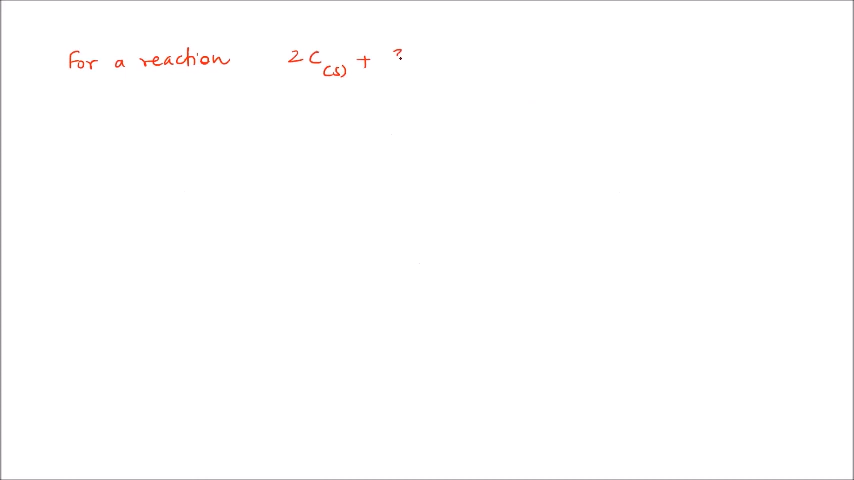 For a reaction 2C(s) + ?